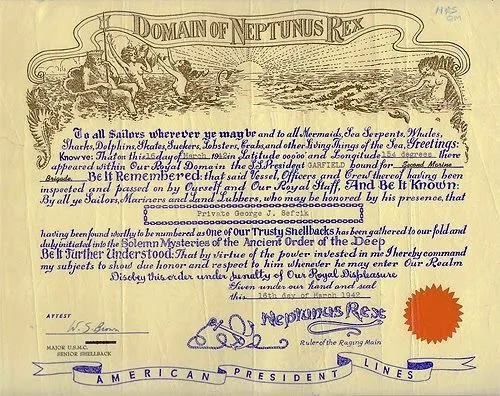 HRS
QM
DOMAIN OF NEPTUNUS REX
To all Sailors wherever ye may be and to all Mermaids, Sea Serpents, Whales,
Sharks, Dolphins, Skates, Suckers, Lobsters, Crabs, and other living things of the Sea, Greetings:
Know ye: That on this 16 day of March 1942 in Latitude 00°00' and Longitude 154 degrees there
appeared within Our Royal Domain the S.S. President GARFIELD bound for Second Marine
Brigade. Be It Remembered: that said Vessel, Officers and Crew thereof having been
inspected and passed on by Ourself and Our Royal Staff, And Be It Known:
By all ye Sailors, Mariners and Land Lubbers, who may be honored by his presence, that
Private George J. Sefcik
having been found worthy to be numbered as One of Our Trusty Shellbacks has been gathered to our fold and
duly initiated into the Solemn Mysteries of the Ancient Order of the Deep
Be It Further Understood: That by virtue of the power invested in me I hereby command
my subjects to show due honor and respect to him whenever he may enter Our Realm
Disobey this order under penalty of Our Royal Displeasure
Given under our hand and seal
this 16th day of March 1942
ATTEST
W. S. Brown
MAJOR U.S.M.C.
SENIOR SHELLBACK
Neptunus Rex
Ruler of the Raging Main
AMERICAN PRESIDENT LINES